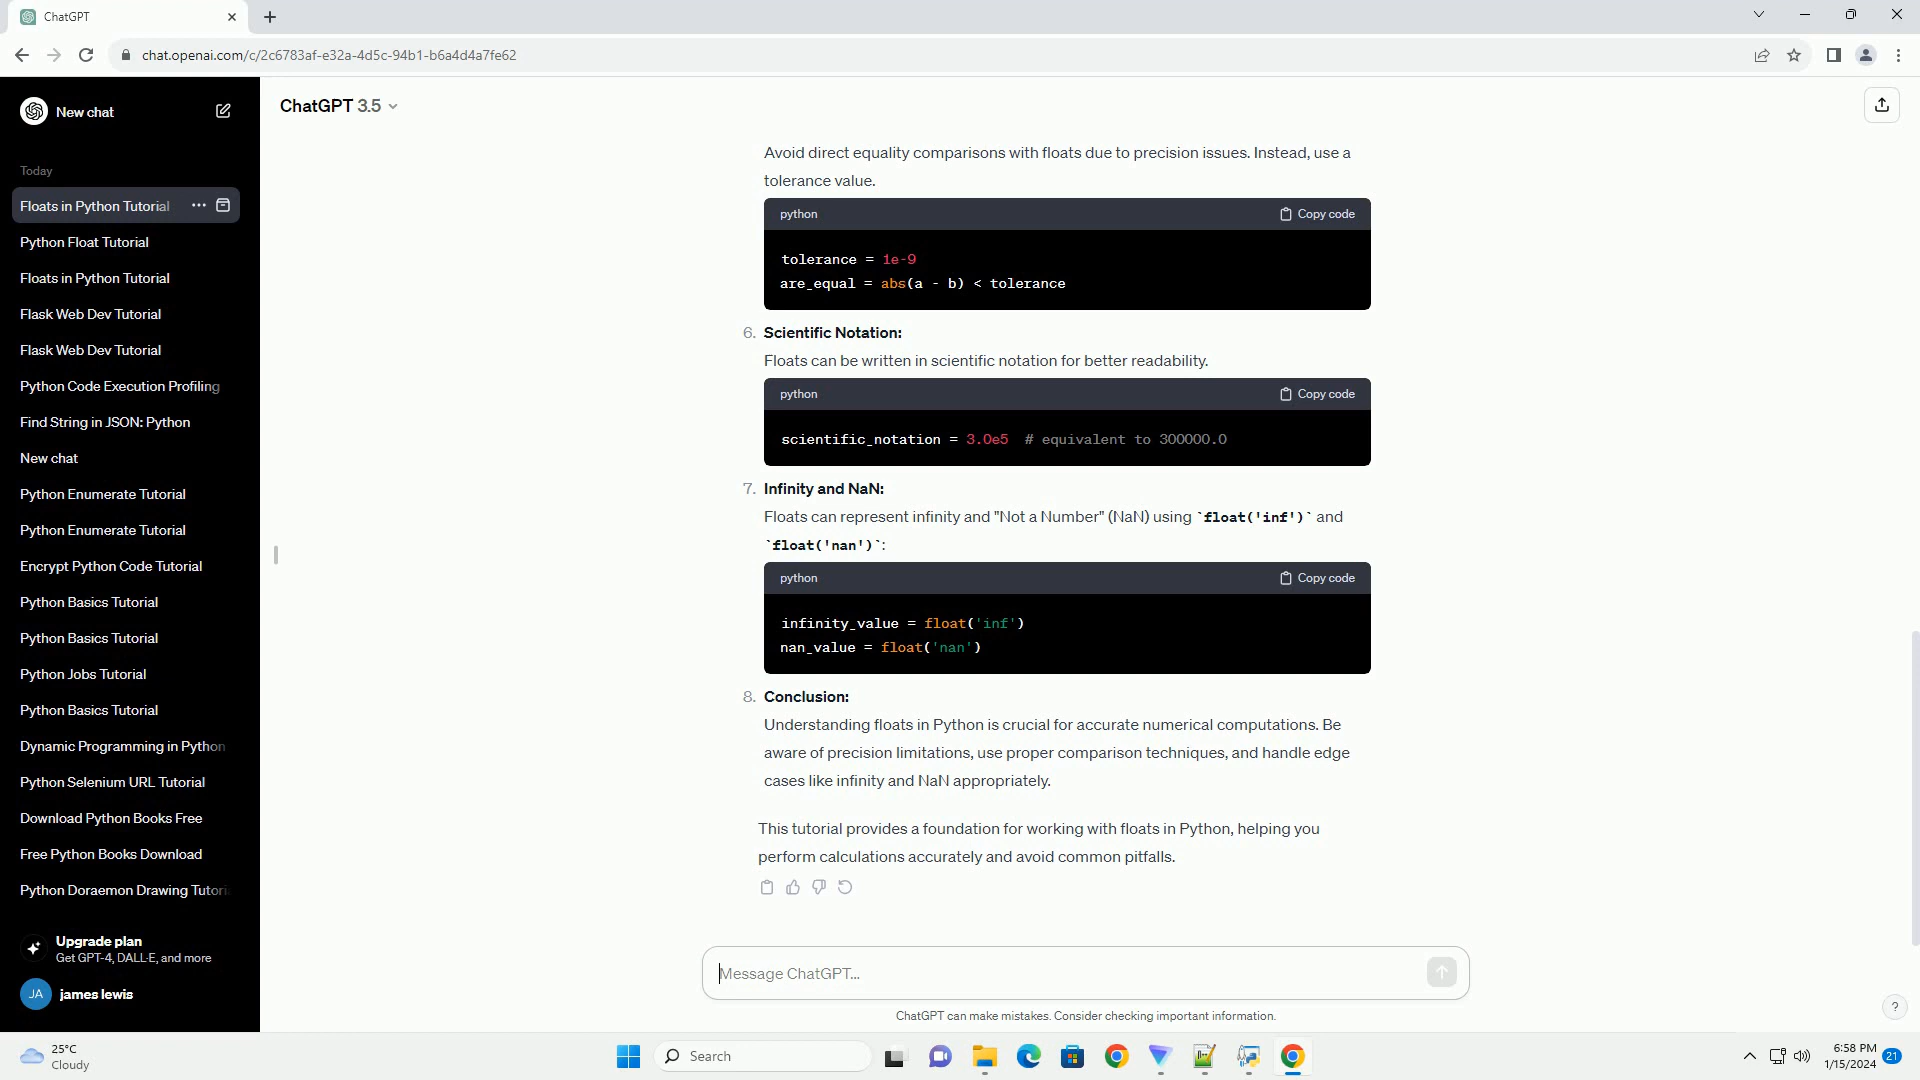 ChatGPT
chat.openai.com/c/2c6783af-e32a-4d5c-94b1-b6a4d4a7fe62
New chat
Today
Floats in Python Tutorial
Python Float Tutorial
Floats in Python Tutorial
Flask Web Dev Tutorial
Flask Web Dev Tutorial
Python Code Execution Profiling
Find String in JSON: Python
New chat
Python Enumerate Tutorial
Python Enumerate Tutorial
Encrypt Python Code Tutorial
Python Basics Tutorial
Python Basics Tutorial
Python Jobs Tutorial
Python Basics Tutorial
Dynamic Programming in Python
Python Selenium URL Tutorial
Download Python Books Free
Free Python Books Download
Python Doraemon Drawing Tutori
Upgrade plan
Get GPT-4, DALL·E, and more
JA
james lewis
ChatGPT 3.5
Avoid direct equality comparisons with floats due to precision issues. Instead, use a
tolerance value.
python
Copy code
tolerance = 1e-9
are_equal = abs(a - b) < tolerance
6. Scientific Notation:
Floats can be written in scientific notation for better readability.
python
Copy code
scientific_notation = 3.0e5  # equivalent to 300000.0
7. Infinity and NaN:
Floats can represent infinity and "Not a Number" (NaN) using `float('inf')` and
`float('nan')`:
python
Copy code
infinity_value = float('inf')
nan_value = float('nan')
8. Conclusion:
Understanding floats in Python is crucial for accurate numerical computations. Be
aware of precision limitations, use proper comparison techniques, and handle edge
cases like infinity and NaN appropriately.
This tutorial provides a foundation for working with floats in Python, helping you
perform calculations accurately and avoid common pitfalls.
Message ChatGPT...
ChatGPT can make mistakes. Consider checking important information.
?
25°C
Cloudy
Search
6:58 PM
1/15/2024
21